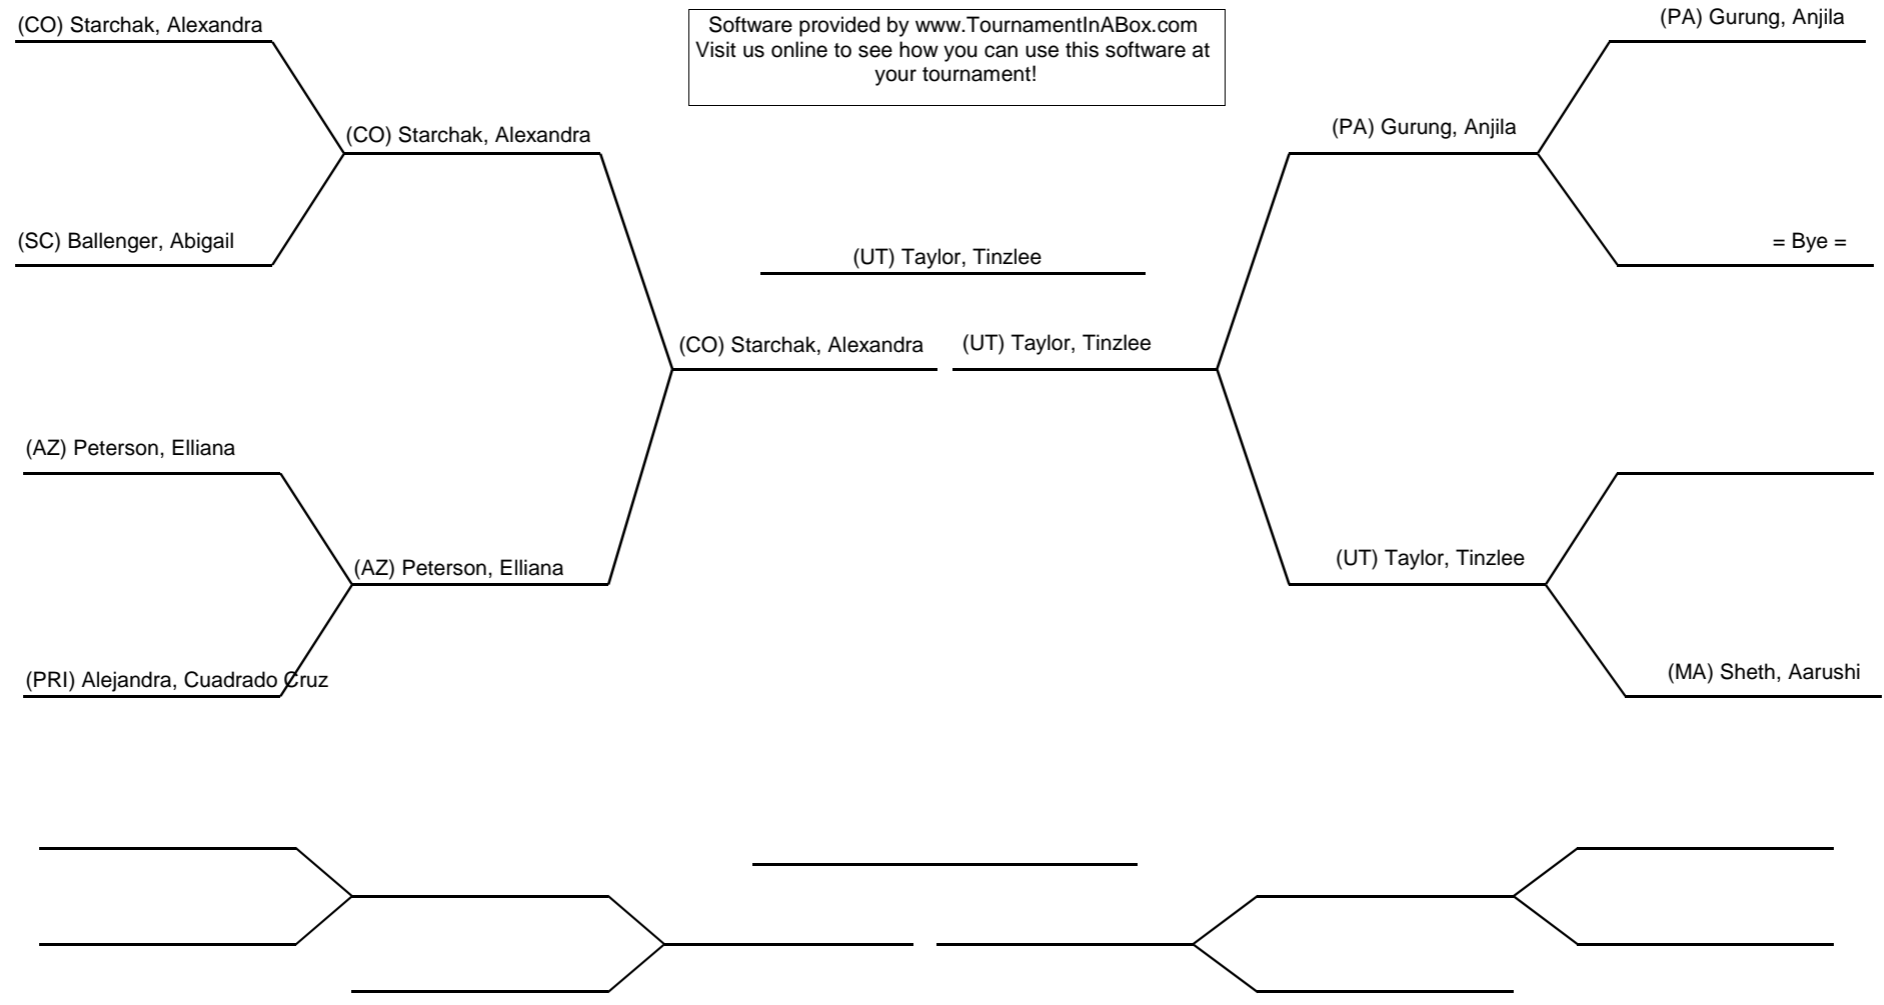 (CO) Starchak, Alexandra
Software provided by www.TournamentInABox.com
Visit us online to see how you can use this software at
your tournament!
(PA) Gurung, Anjila
(CO) Starchak, Alexandra
(PA) Gurung, Anjila
(SC) Ballenger, Abigail
= Bye =
(UT) Taylor, Tinzlee
(CO) Starchak, Alexandra
(UT) Taylor, Tinzlee
(AZ) Peterson, Elliana
(AZ) Peterson, Elliana
(UT) Taylor, Tinzlee
(PRI) Alejandra, Cuadrado Cruz
(MA) Sheth, Aarushi